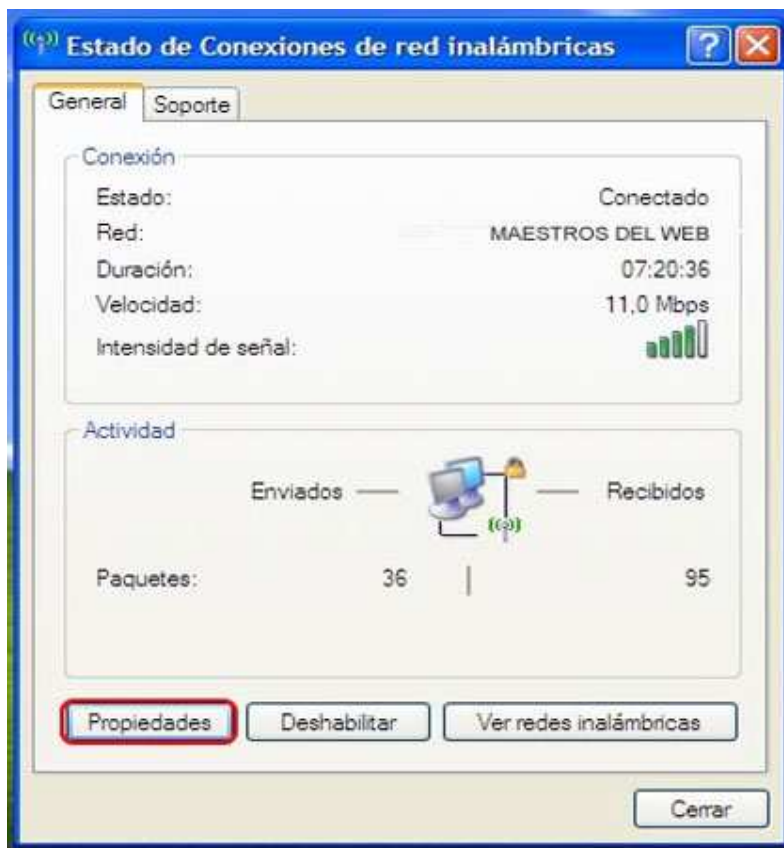 Estado de Conexiones de red inalámbricas
General Soporte
Conexión
Estado: Conectado
Red: MAESTROS DEL WEB
Duración: 07:20:36
Velocidad: 11,0 Mbps
Intensidad de señal:
Actividad
Enviados Recibidos
Paquetes: 36 95
Propiedades Deshabilitar Ver redes inalámbricas
Cerrar